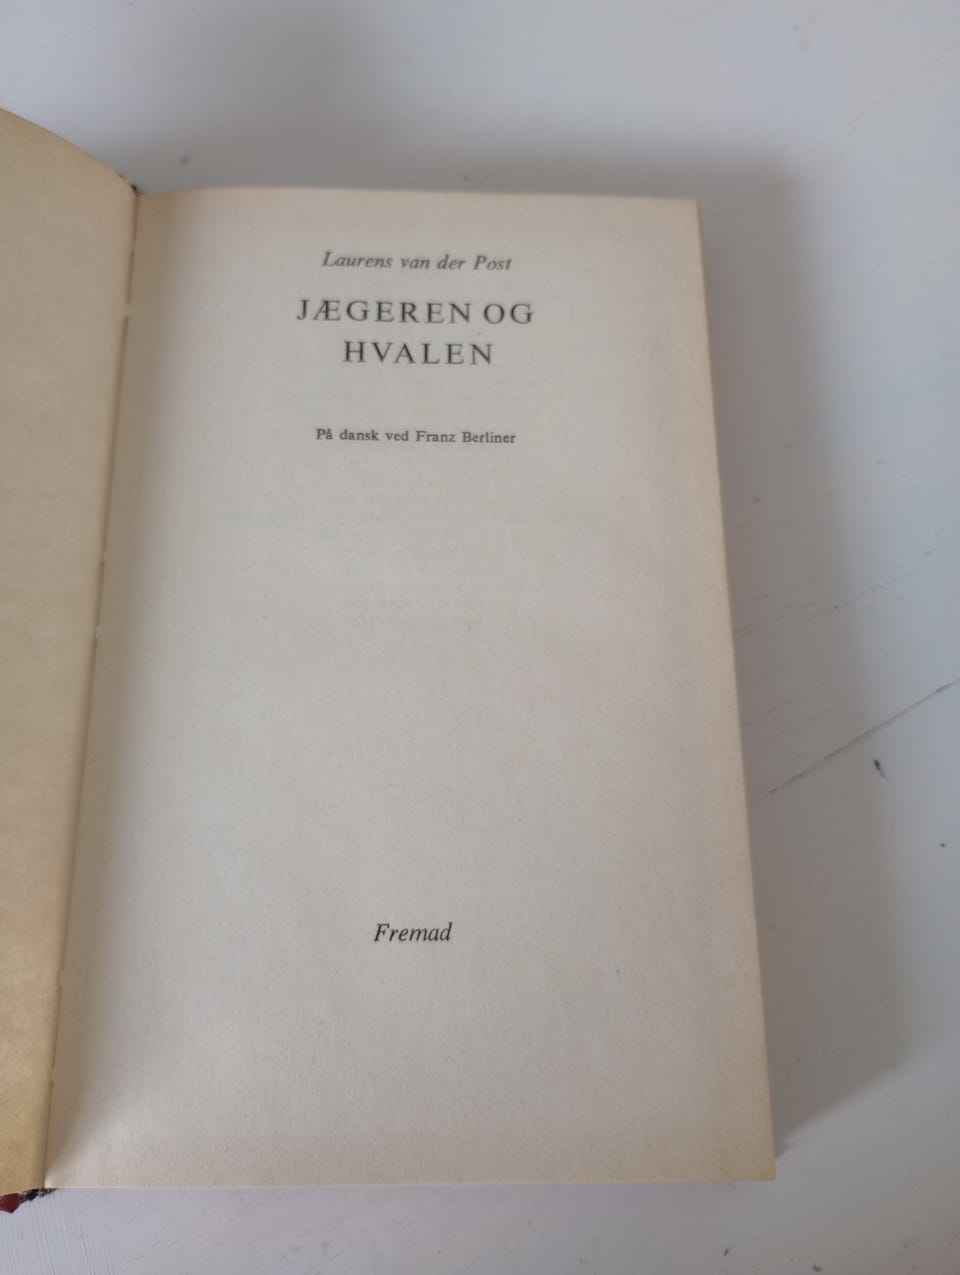 Laurens van der Post
JÆGEREN OG
HVALEN
På dansk ved Franz Berliner
Fremad